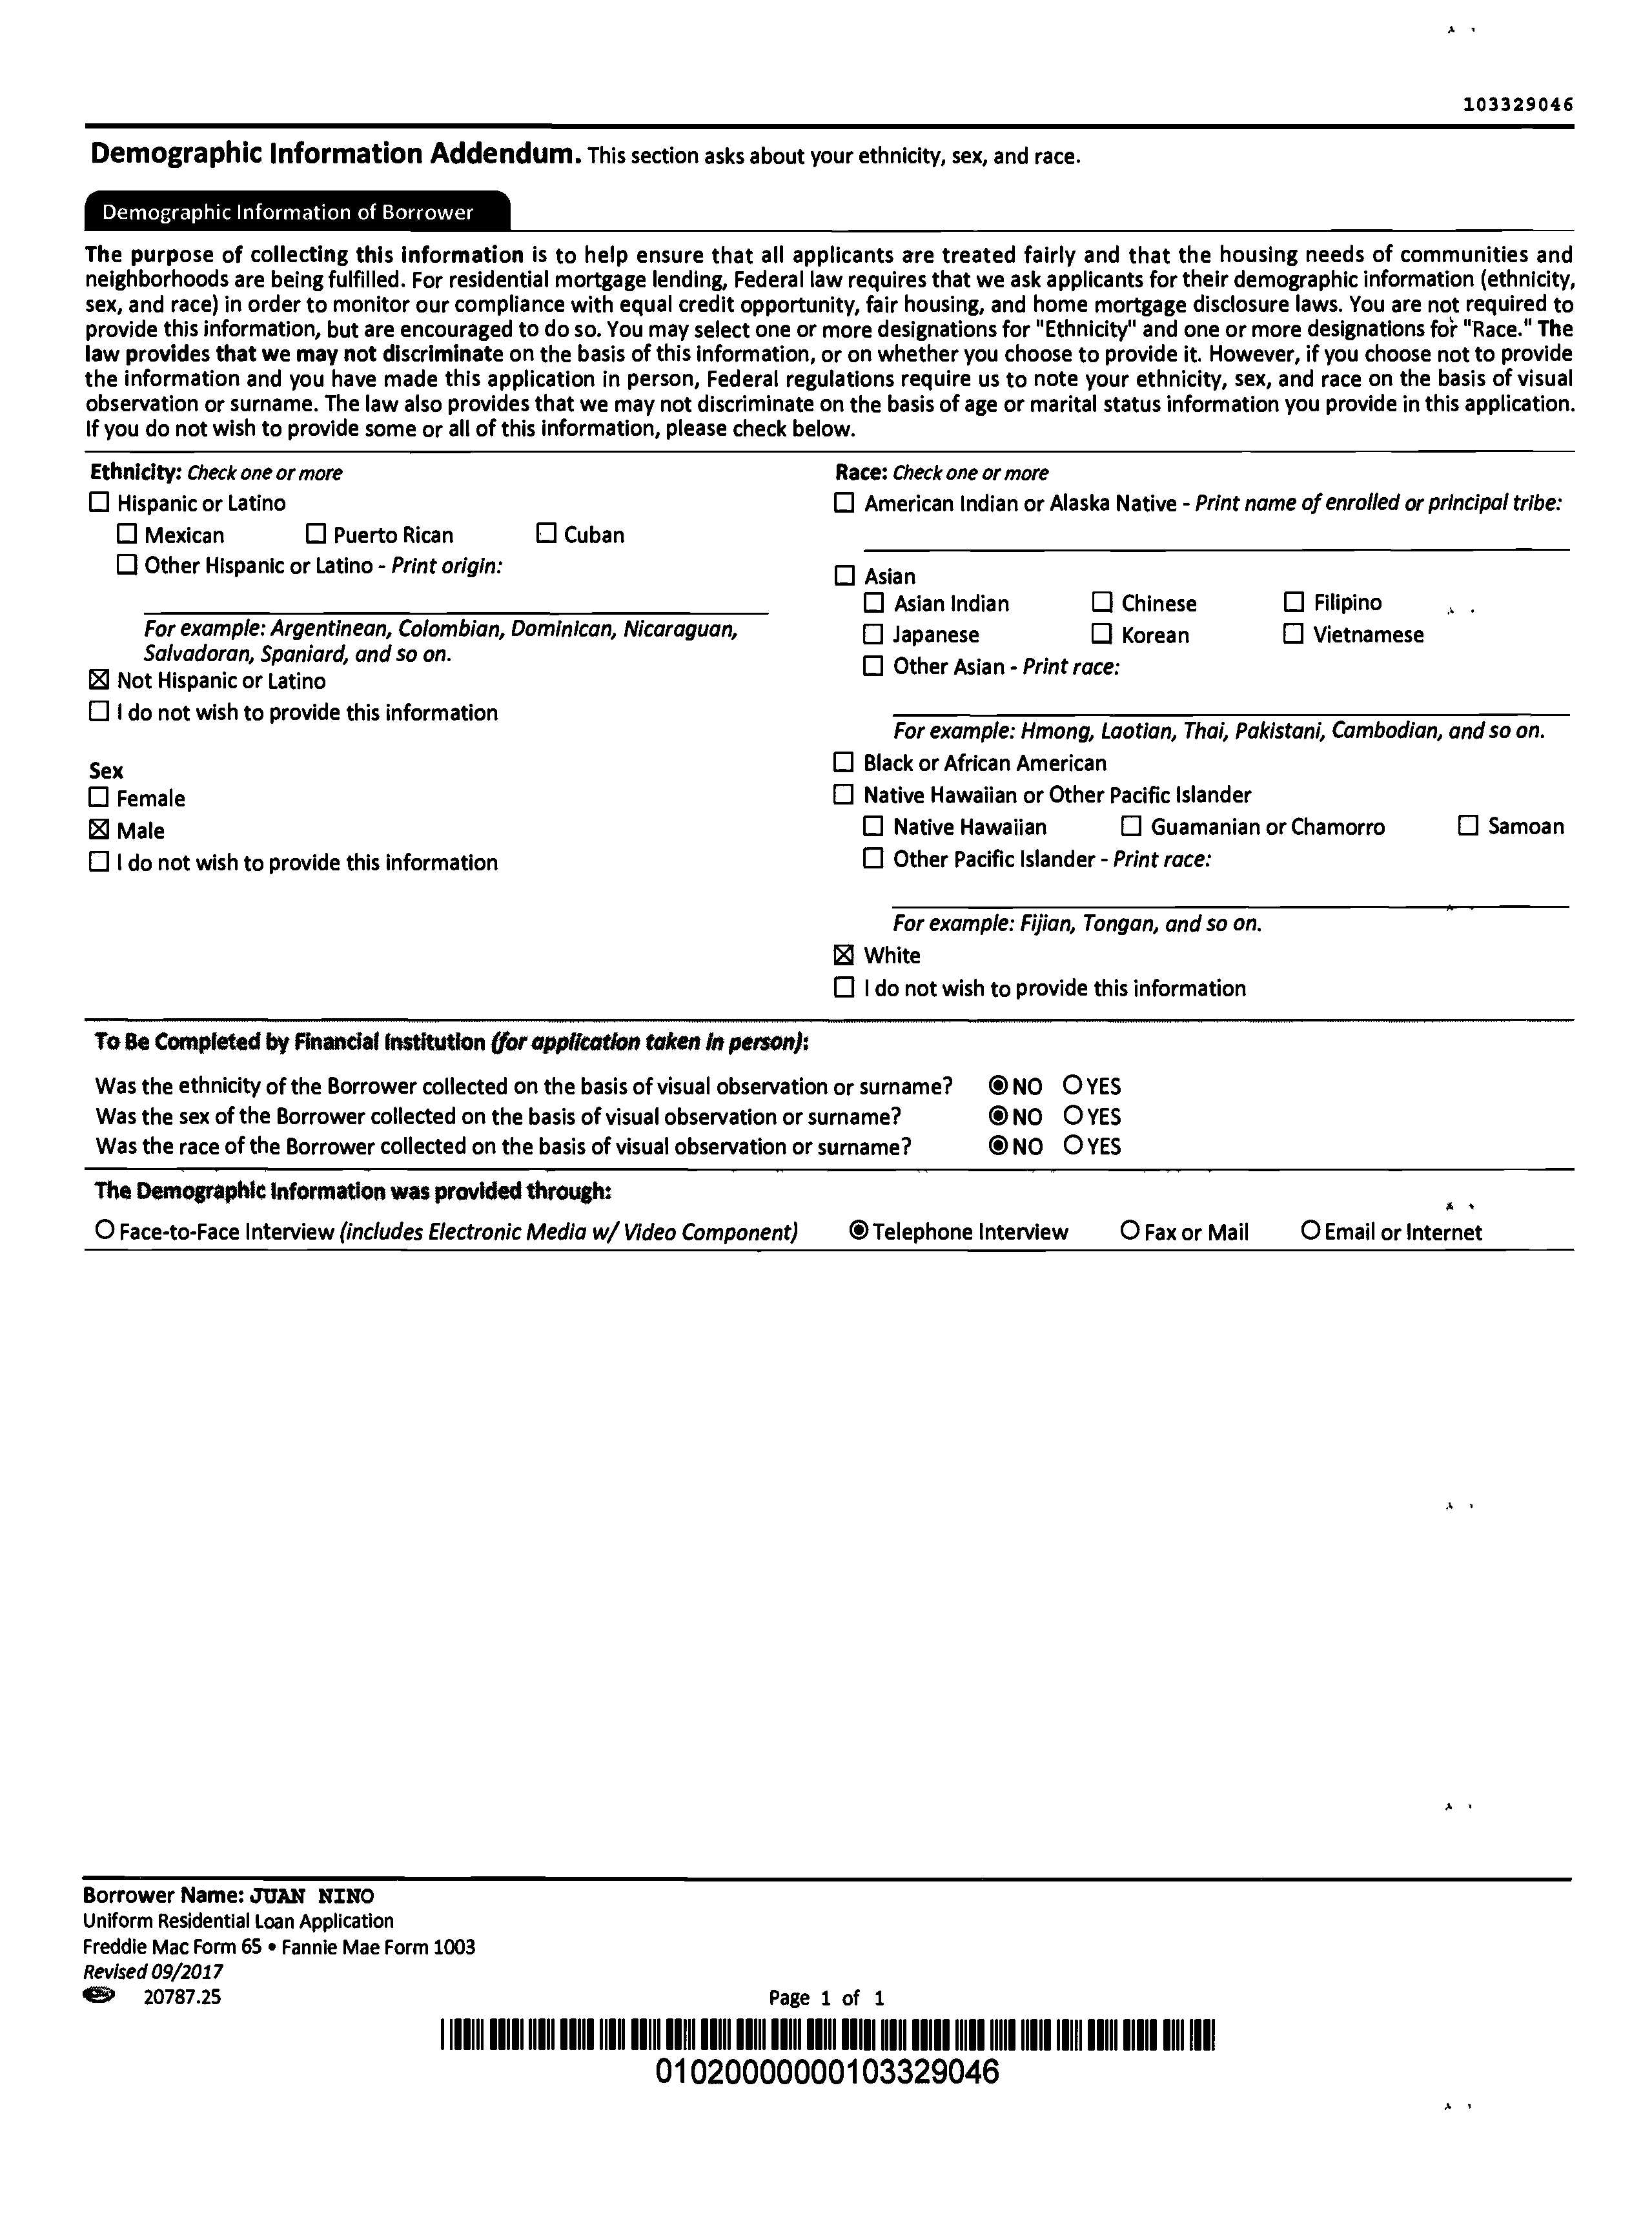 103329046
Demographic Information Addendum. This section asks about your ethnicity, sex, and race.
Demographic Information of Borrower
The purpose of collecting this information is to help ensure that all applicants are treated fairly and that the housing needs of communities and
neighborhoods are being fulfilled. For residential mortgage lending, Federal law requires that we ask applicants for their demographic information (ethnicity,
sex, and race) in order to monitor our compliance with equal credit opportunity, fair housing, and home mortgage disclosure laws. You are not required to
provide this information, but are encouraged to do so. You may select one or more designations for "Ethnicity" and one or more designations for "Race." The
law provides that we may not discriminate on the basis of this information, or on whether you choose to provide it. However, if you choose not to provide
the information and you have made this application in person, Federal regulations require us to note your ethnicity, sex, and race on the basis of visual
observation or surname. The law also provides that we may not discriminate on the basis of age or marital status information you provide in this application.
If you do not wish to provide some or all of this information, please check below.
Ethnicity: Check one or more
☐ Hispanic or Latino
☐ Mexican ☐ Puerto Rican ☐ Cuban
☐ Other Hispanic or Latino - Print origin:
For example: Argentinean, Colombian, Dominican, Nicaraguan,
Salvadoran, Spaniard, and so on.
☒ Not Hispanic or Latino
☐ I do not wish to provide this information
Sex
☐ Female
☒ Male
☐ I do not wish to provide this information
Race: Check one or more
☐ American Indian or Alaska Native - Print name of enrolled or principal tribe:
☐ Asian
☐ Asian Indian ☐ Chinese ☐ Filipino
☐ Japanese ☐ Korean ☐ Vietnamese
☐ Other Asian - Print race:
For example: Hmong, Laotian, Thai, Pakistani, Cambodian, and so on.
☐ Black or African American
☐ Native Hawaiian or Other Pacific Islander
☐ Native Hawaiian ☐ Guamanian or Chamorro ☐ Samoan
☐ Other Pacific Islander - Print race:
For example: Fijian, Tongan, and so on.
☒ White
☐ I do not wish to provide this information
To Be Completed by Financial Institution (for application taken in person):
Was the ethnicity of the Borrower collected on the basis of visual observation or surname? ◉ NO ○ YES
Was the sex of the Borrower collected on the basis of visual observation or surname? ◉ NO ○ YES
Was the race of the Borrower collected on the basis of visual observation or surname? ◉ NO ○ YES
The Demographic Information was provided through:
○ Face-to-Face Interview (includes Electronic Media w/ Video Component) ◉ Telephone Interview ○ Fax or Mail ○ Email or Internet
Borrower Name: JUAN NINO
Uniform Residential Loan Application
Freddie Mac Form 65 • Fannie Mae Form 1003
Revised 09/2017
20787.25
Page 1 of 1
01020000000103329046